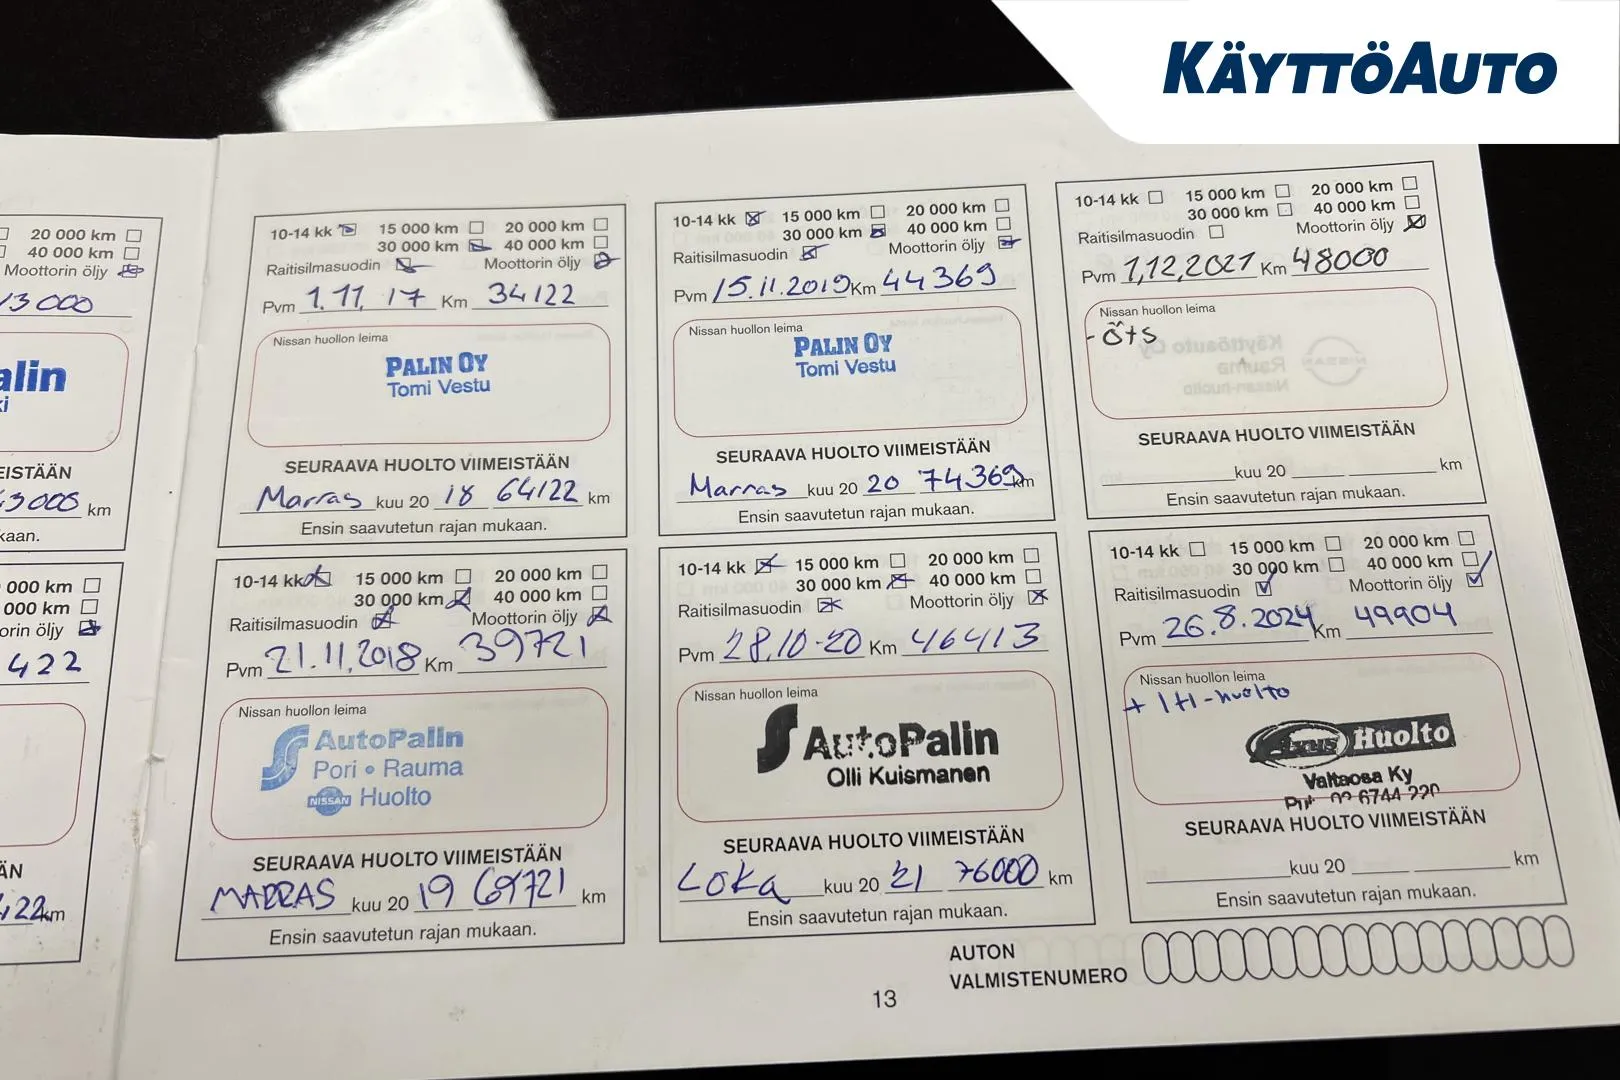 KÄYTTÖAUTO
20 000 km
40 000 km
Moottorin öljy
13 000
alin
ki
EISTÄÄN
43000 km
kaan.
000 km
000 km
orin öljy
422
ÄN
422 km
10-14 kk 15 000 km 20 000 km
30 000 km 40 000 km
Raitisilmasuodin Moottorin öljy
Pvm 1.11.17 Km 34122
Nissan huollon leima
PALIN OY
Tomi Vestu
SEURAAVA HUOLTO VIIMEISTÄÄN
Marras kuu 20 18 64122 km
Ensin saavutetun rajan mukaan.
10-14 kk 15 000 km 20 000 km
30 000 km 40 000 km
Raitisilmasuodin Moottorin öljy
Pvm 21.11.2018 Km 39721
Nissan huollon leima
AutoPalin
Pori • Rauma
NISSAN Huolto
SEURAAVA HUOLTO VIIMEISTÄÄN
MARRAS kuu 20 19 69721 km
Ensin saavutetun rajan mukaan.
10-14 kk 15 000 km 20 000 km
30 000 km 40 000 km
Raitisilmasuodin Moottorin öljy
Pvm 15.11.2019 Km 44369
Nissan huollon leima
PALIN OY
Tomi Vestu
SEURAAVA HUOLTO VIIMEISTÄÄN
Marras kuu 20 20 74369 km
Ensin saavutetun rajan mukaan.
10-14 kk 15 000 km 20 000 km
30 000 km 40 000 km
Raitisilmasuodin Moottorin öljy
Pvm 28.10.20 Km 46413
Nissan huollon leima
AutoPalin
Olli Kuismanen
SEURAAVA HUOLTO VIIMEISTÄÄN
Loka kuu 20 21 76000 km
Ensin saavutetun rajan mukaan.
10-14 kk 15 000 km 20 000 km
30 000 km 40 000 km
Raitisilmasuodin Moottorin öljy
Pvm 1,12,2021 Km 48000
Nissan huollon leima
- öts
SEURAAVA HUOLTO VIIMEISTÄÄN
kuu 20 km
Ensin saavutetun rajan mukaan.
10-14 kk 15 000 km 20 000 km
30 000 km 40 000 km
Raitisilmasuodin Moottorin öljy
Pvm 26.8.2024 Km 49904
Nissan huollon leima
+ 1+1-huolto
Huolto
Valtaosa Ky
Puh. 02 6744 220
SEURAAVA HUOLTO VIIMEISTÄÄN
kuu 20 km
Ensin saavutetun rajan mukaan.
AUTON
VALMISTENUMERO
13